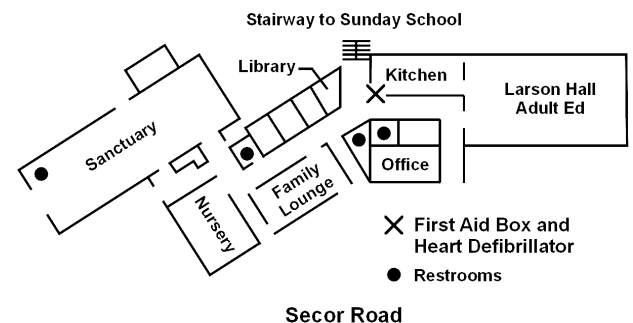 Stairway to Sunday School
Library
Kitchen
Larson Hall
Adult Ed
Sanctuary
Office
Family
Lounge
Nursery
First Aid Box and
Heart Defibrillator
Restrooms
Secor Road